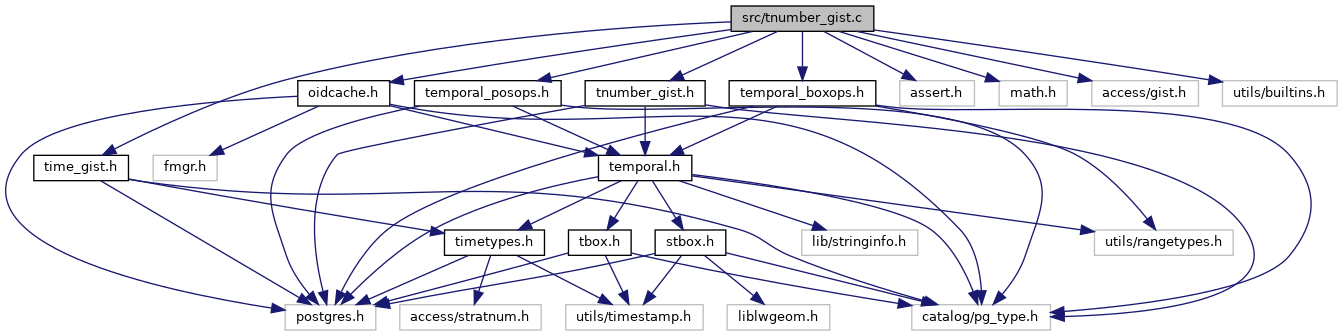 src/tnumber_gist.c
oidcache.h
temporal_posops.h
tnumber_gist.h
temporal_boxops.h
assert.h
math.h
access/gist.h
utils/builtins.h
time_gist.h
fmgr.h
temporal.h
timetypes.h
tbox.h
stbox.h
lib/stringinfo.h
utils/rangetypes.h
postgres.h
access/stratnum.h
utils/timestamp.h
liblwgeom.h
catalog/pg_type.h